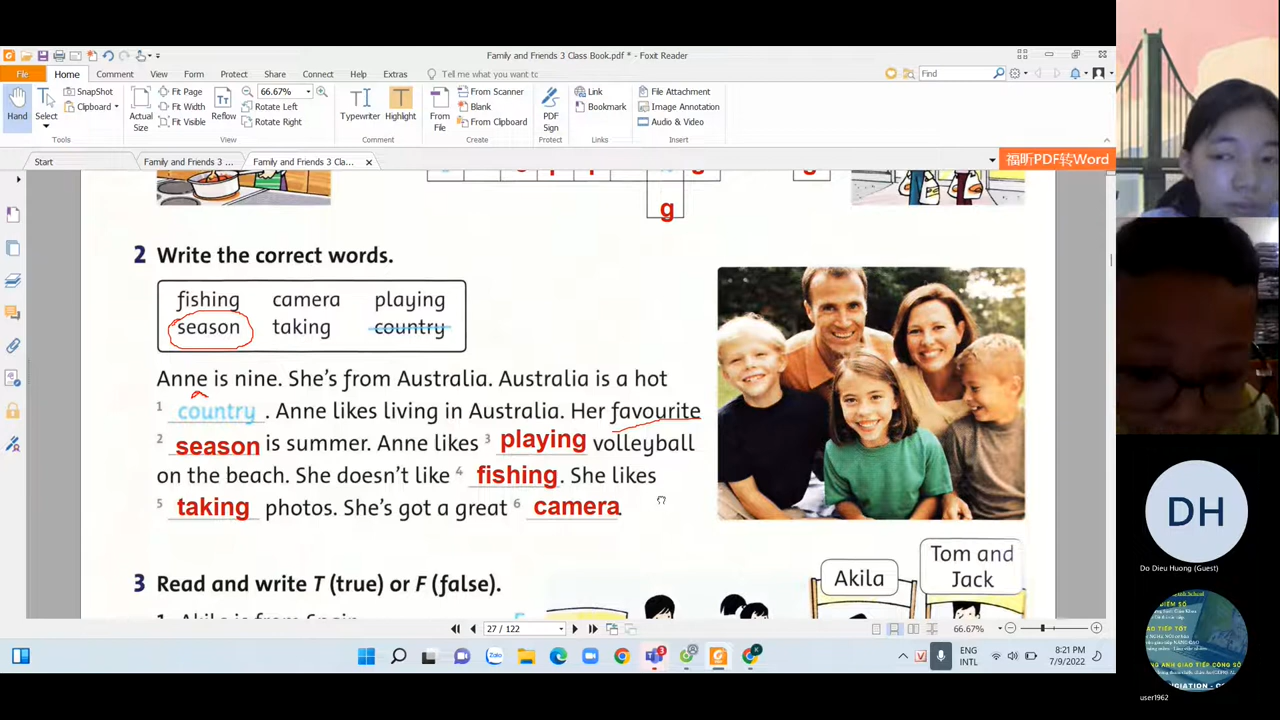 Family and Friends 3 Class Book.pdf * - Foxit Reader
File Home Comment View Form Protect Share Connect Help Extras Tell me what you want tc Find
SnapShot Fit Page 66.67% From Scanner Link File Attachment
Clipboard Fit Width Rotate Left Blank Bookmark Image Annotation
Hand Select Actual Size Fit Visible Reflow Rotate Right Typewriter Highlight From File From Clipboard PDF Sign Audio & Video
Tools View Comment Create Protect Links Insert
Start Family and Friends 3 ... Family and Friends 3 Cla... 福昕PDF转Word
g
2 Write the correct words.
fishing camera playing
season taking country
Anne is nine. She's from Australia. Australia is a hot
1 country . Anne likes living in Australia. Her favourite
2 season is summer. Anne likes 3 playing volleyball
on the beach. She doesn't like 4 fishing. She likes
5 taking photos. She's got a great 6 camera.
3 Read and write T (true) or F (false).
Akila
Tom and
Jack
27 / 122 66.67%
ENG
INTL
8:21 PM
7/9/2022
DH
Do Dieu Huong (Guest)
user1962